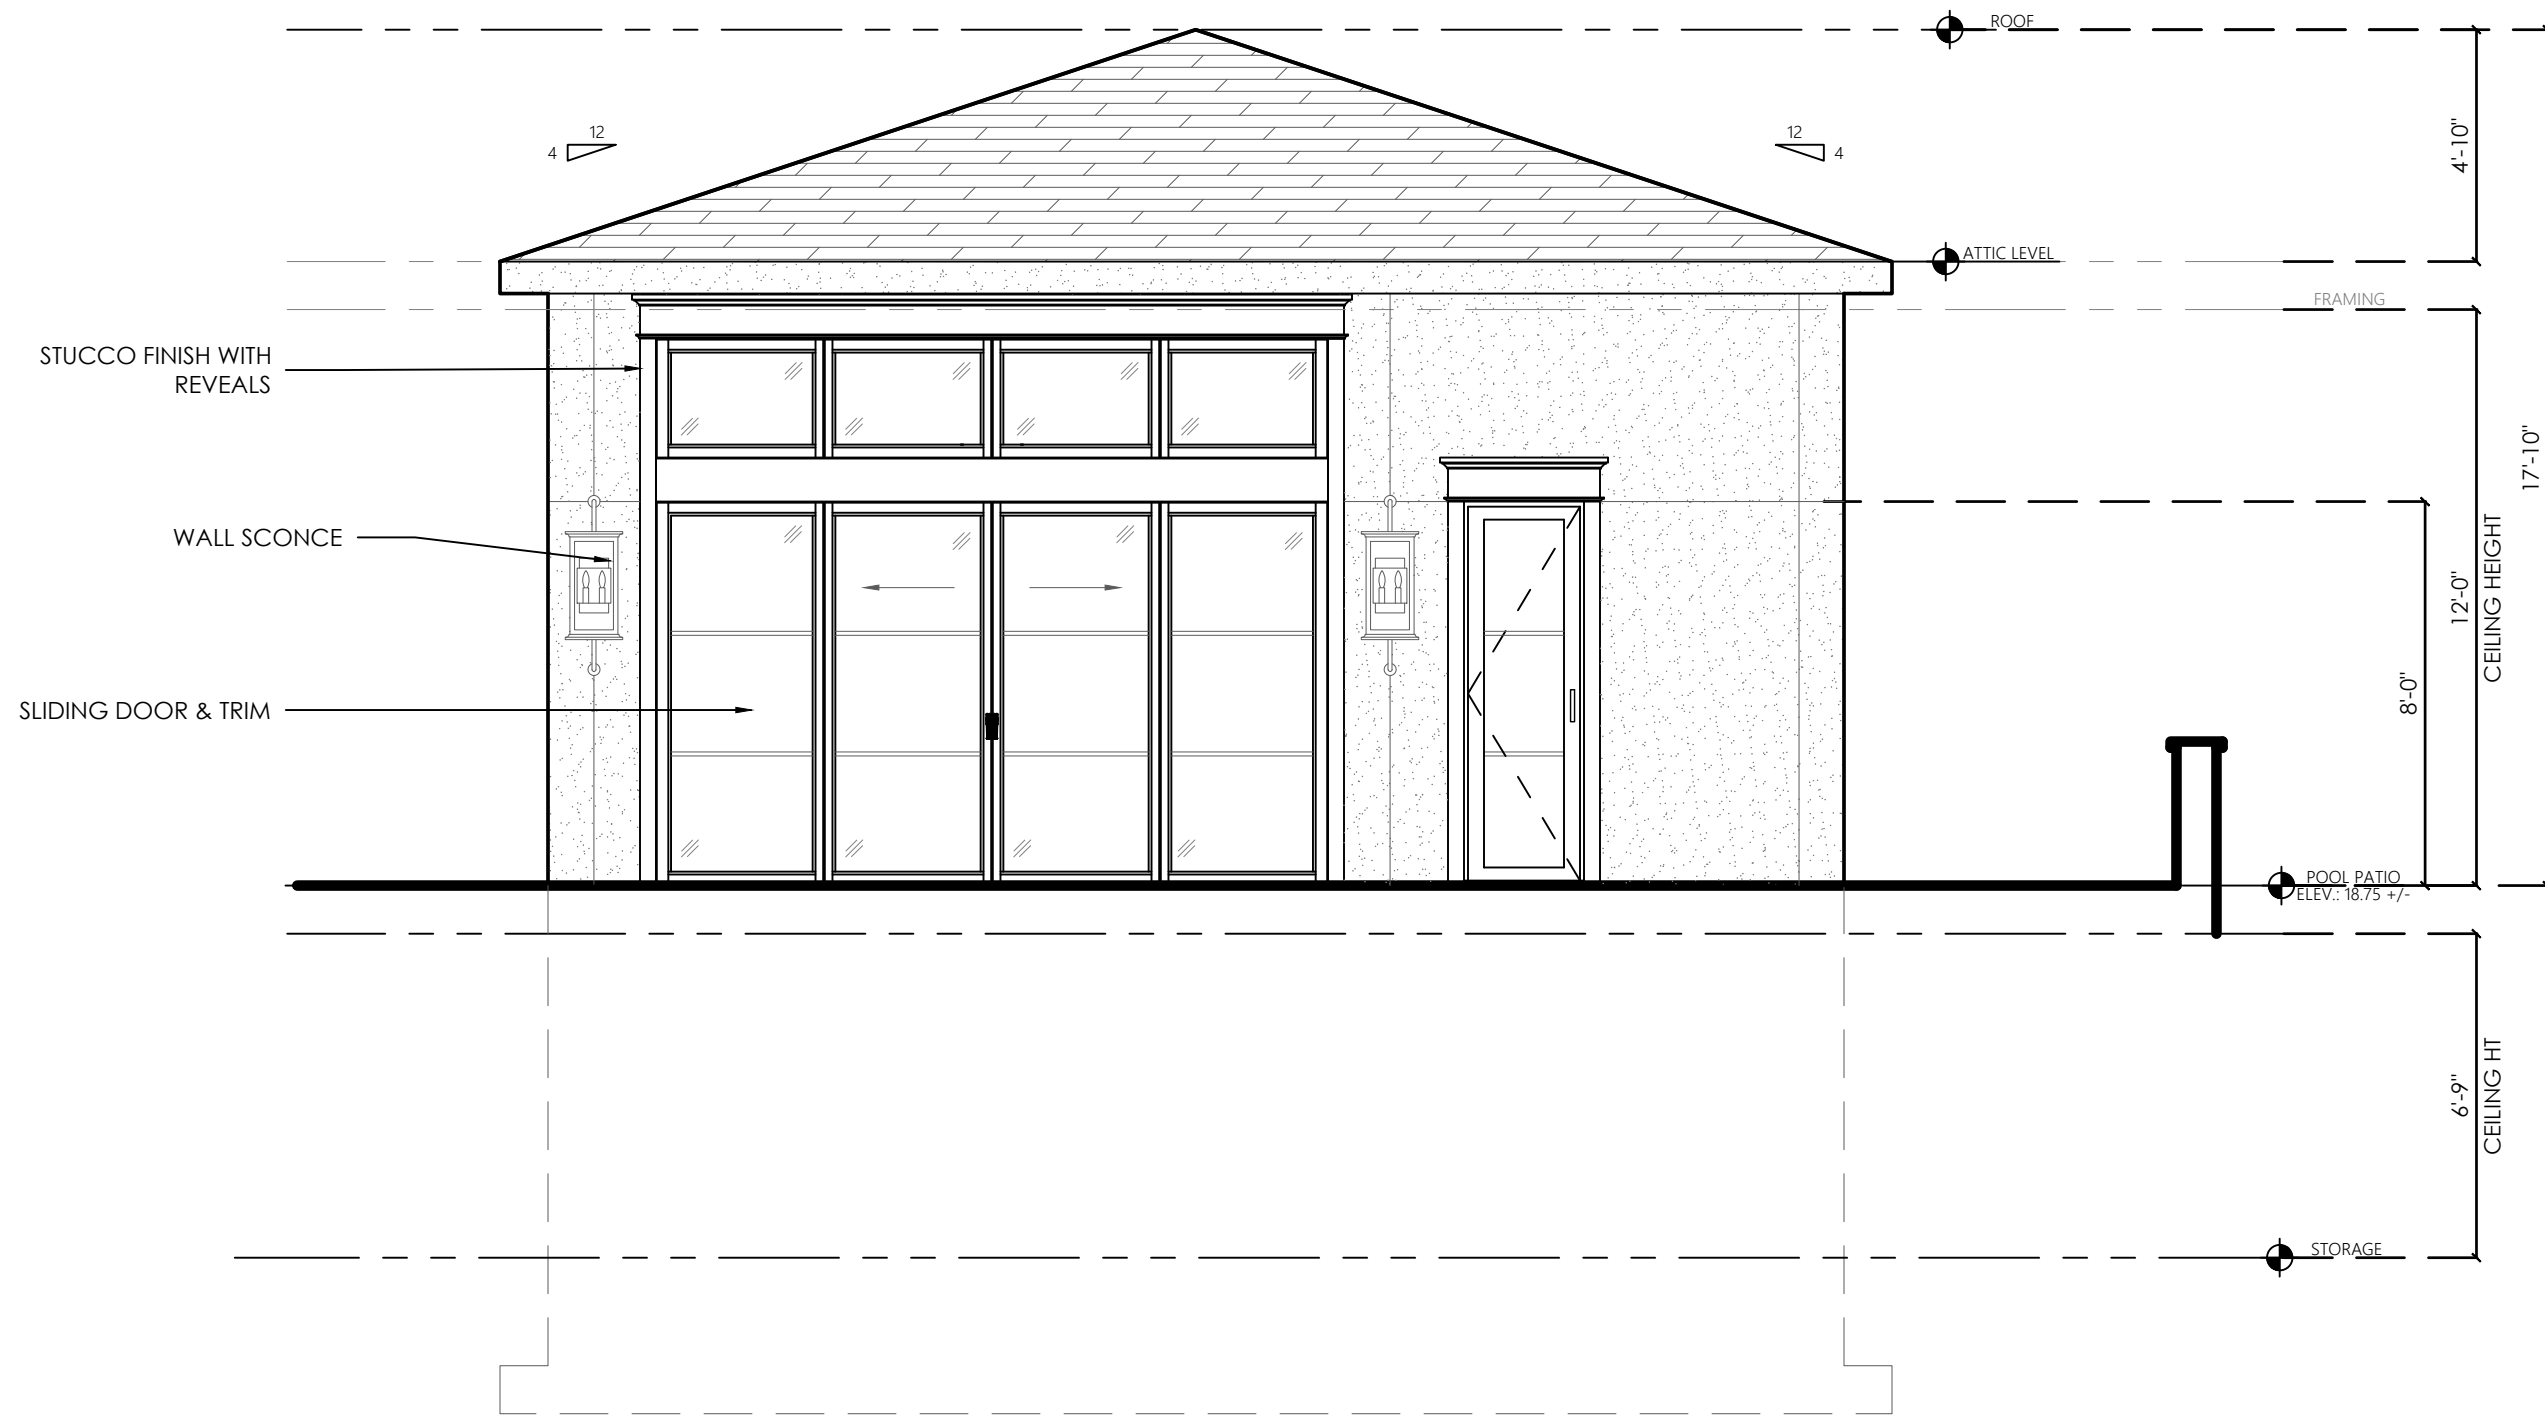 ROOF
12
4
12
4
4'-10"
ATTIC LEVEL
FRAMING
STUCCO FINISH WITH
REVEALS
17'-10"
WALL SCONCE
12'-0"
CEILING HEIGHT
8'-0"
SLIDING DOOR & TRIM
POOL PATIO
ELEV.: 18.75 +/-
6'-9"
CEILING HT
STORAGE